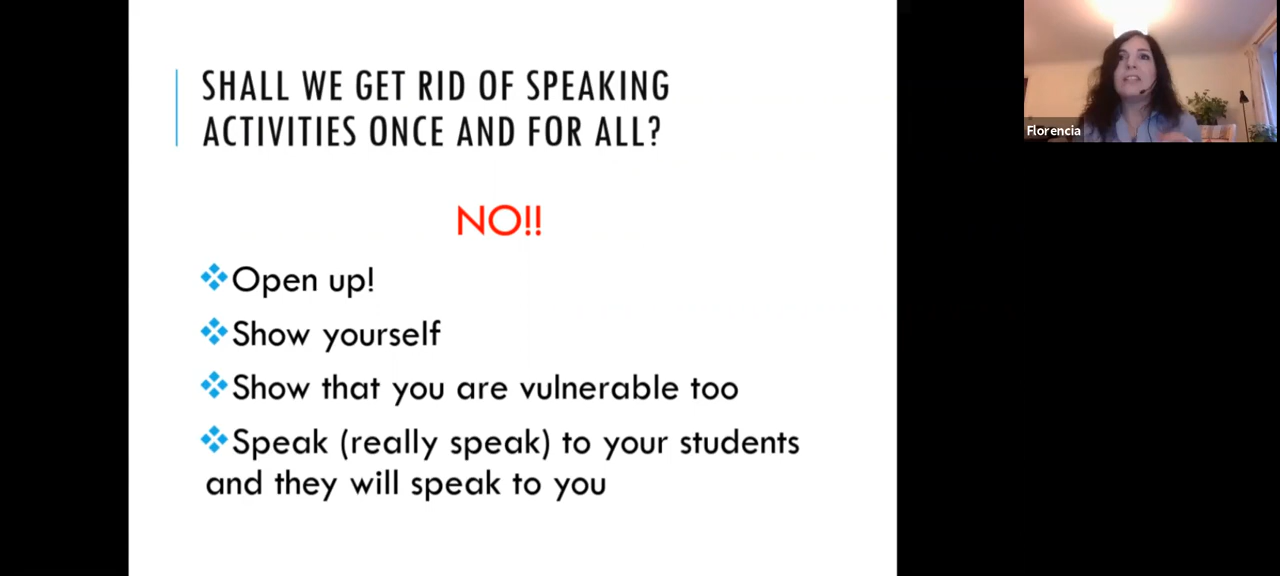 SHALL WE GET RID OF SPEAKING
ACTIVITIES ONCE AND FOR ALL?
NO!!
Open up!
Show yourself
Show that you are vulnerable too
Speak (really speak) to your students
and they will speak to you
Florencia